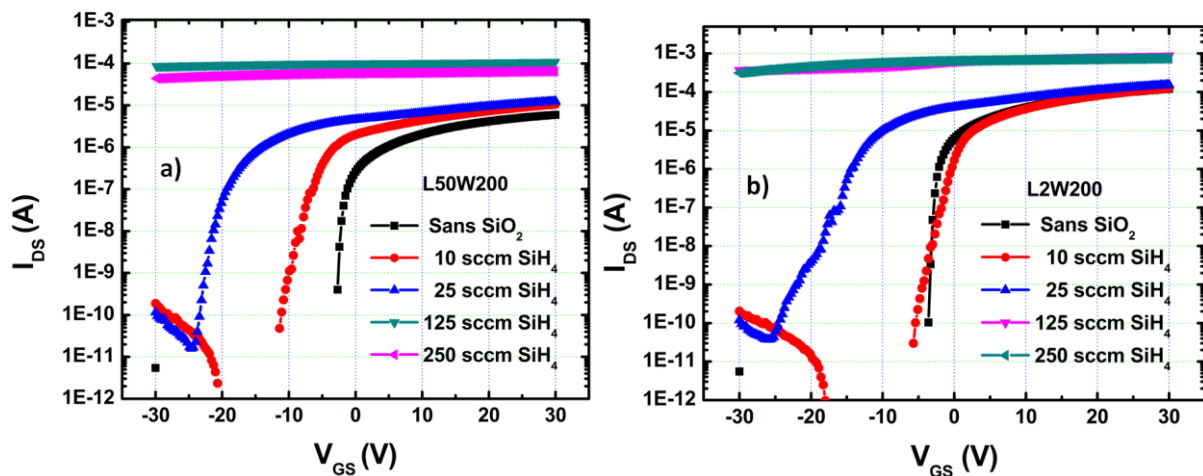 1E-3
1E-4
1E-5
1E-6
1E-7
1E-8
1E-9
1E-10
1E-11
1E-12
I_DS (A)
a)
L50W200
Sans SiO₂
10 sccm SiH₄
25 sccm SiH₄
125 sccm SiH₄
250 sccm SiH₄
-30 -20 -10 0 10 20 30
V_GS (V)
1E-3
1E-4
1E-5
1E-6
1E-7
1E-8
1E-9
1E-10
1E-11
1E-12
I_DS (A)
b)
L2W200
Sans SiO₂
10 sccm SiH₄
25 sccm SiH₄
125 sccm SiH₄
250 sccm SiH₄
-30 -20 -10 0 10 20 30
V_GS (V)